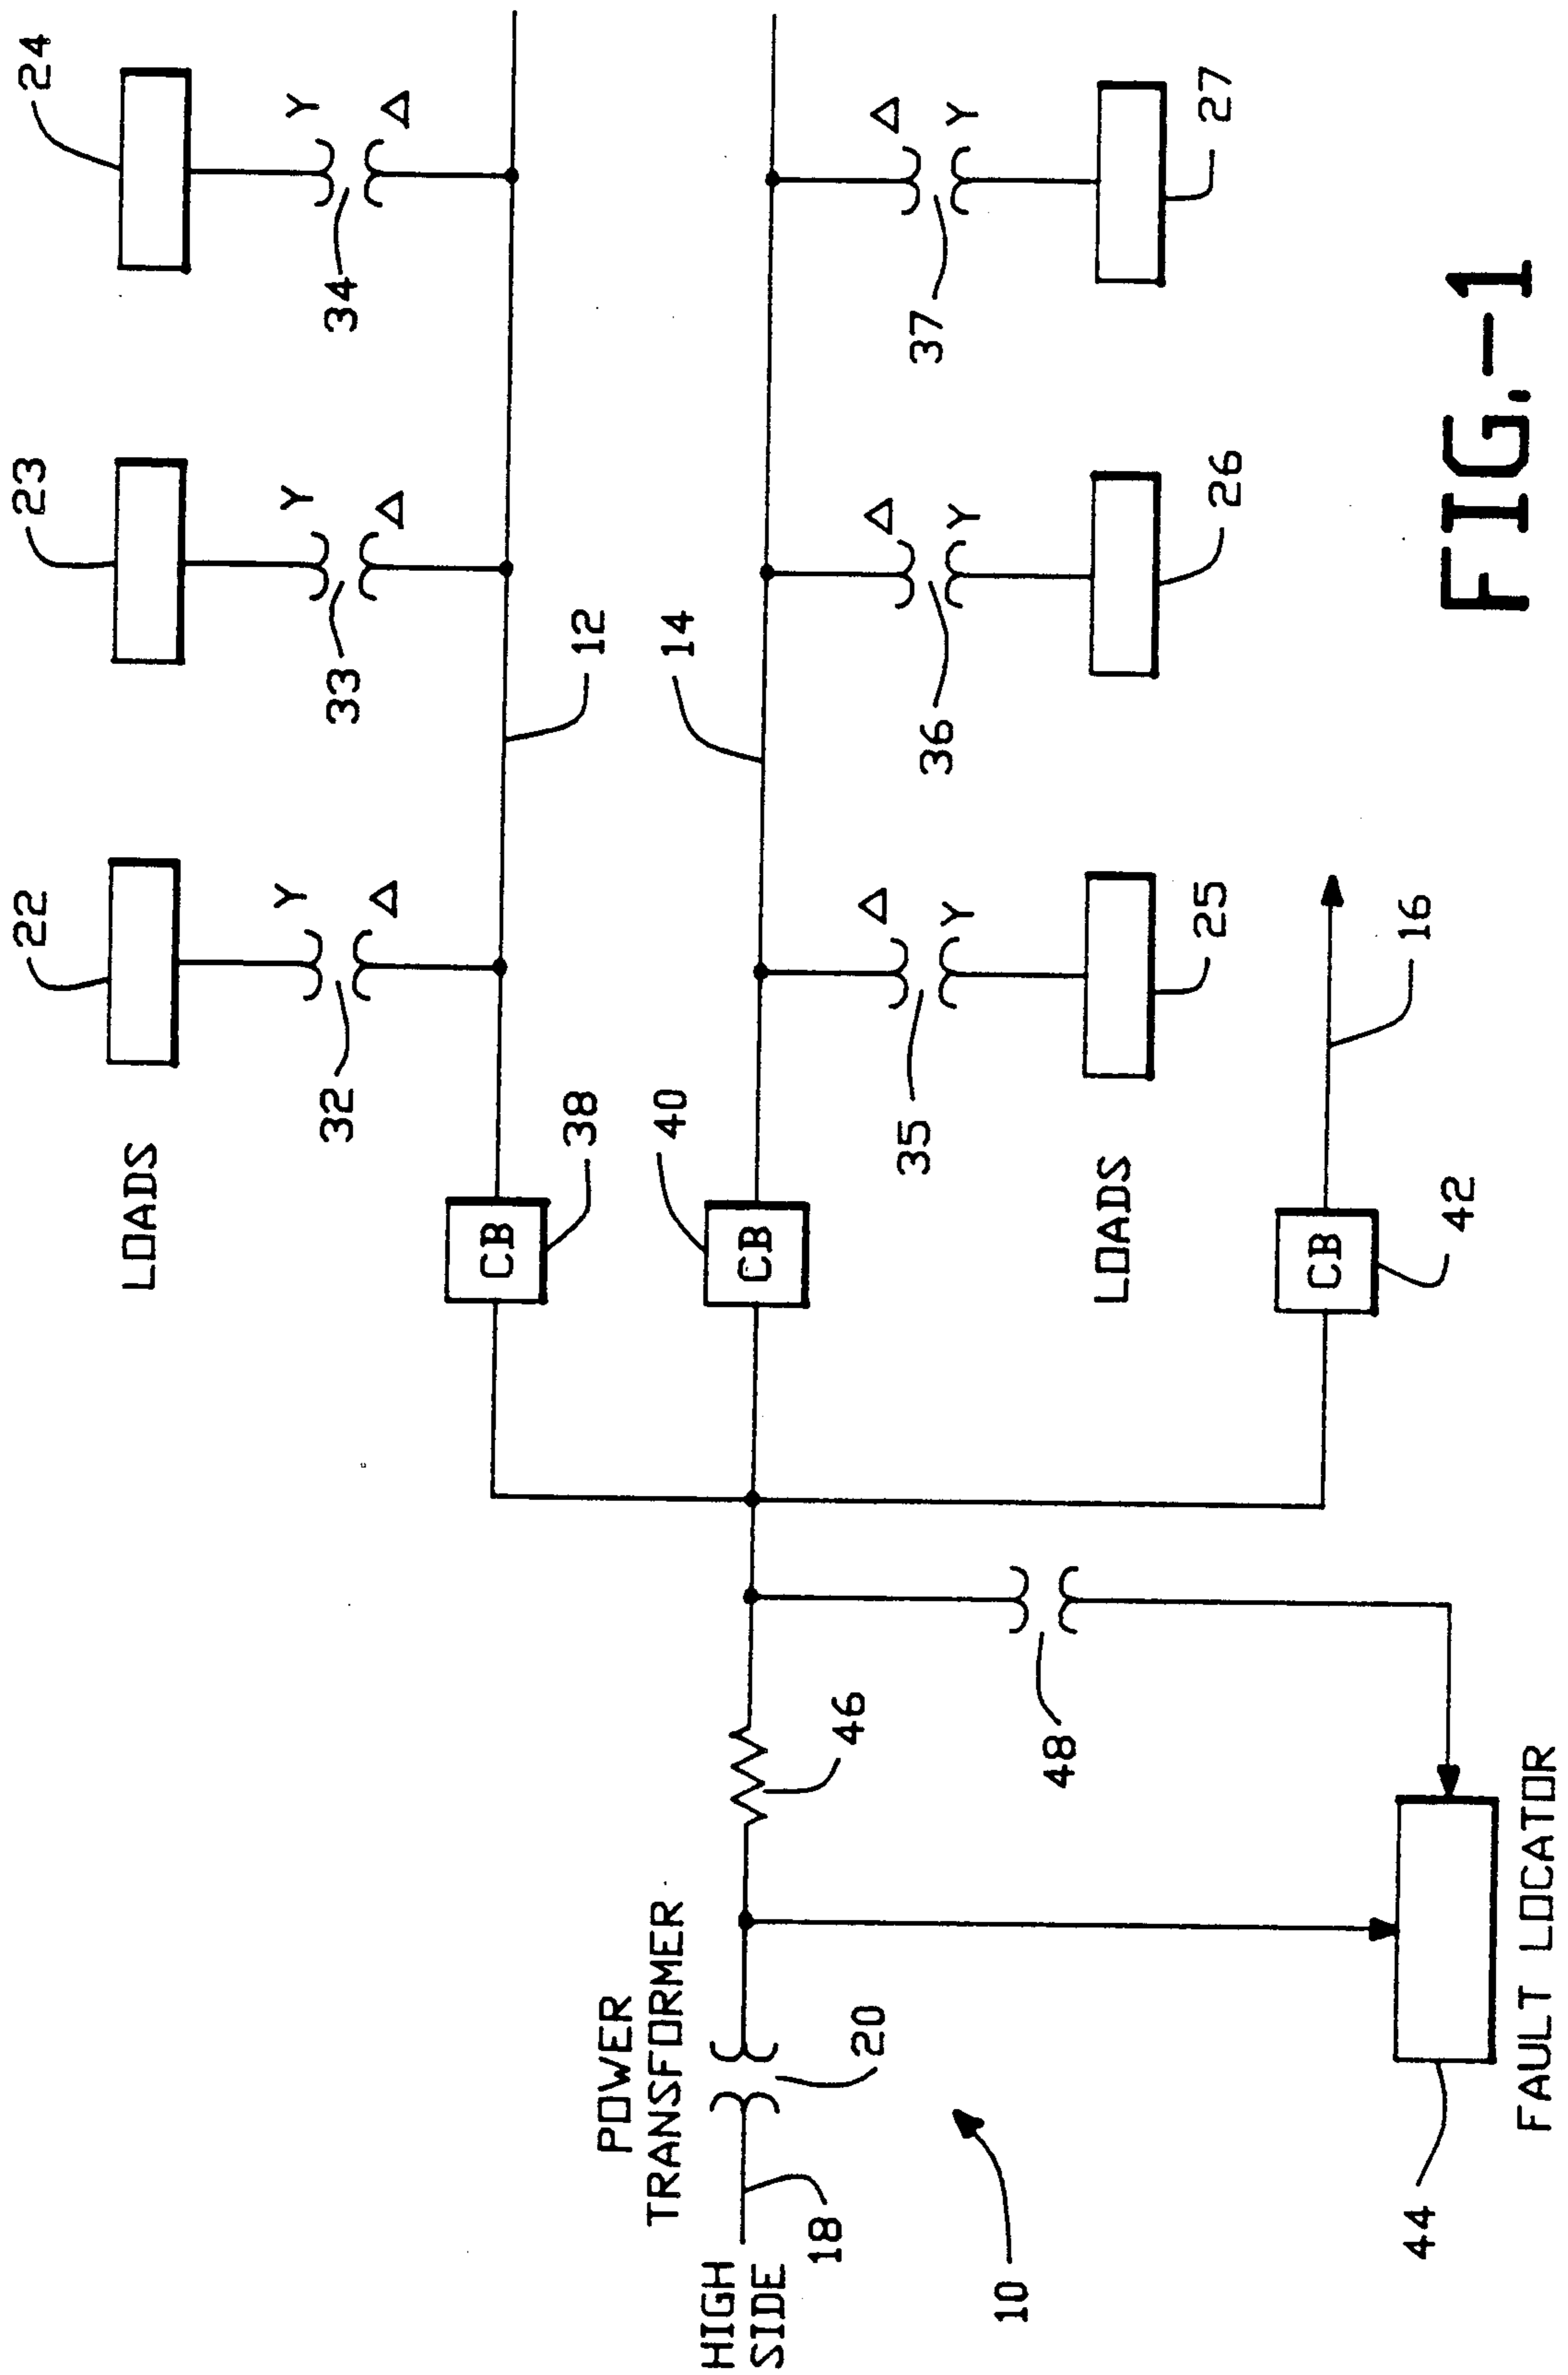 22
23
24
LOADS
32
Y
Δ
33
Y
Δ
34
Y
Δ
12
38
CB
40
CB
14
35
Δ
Y
36
Δ
Y
37
Δ
Y
25
26
27
LOADS
CB
42
16
POWER
TRANSFORMER
HIGH
SIDE
18
20
46
48
10
44
FAULT LOCATOR
FIG.-1